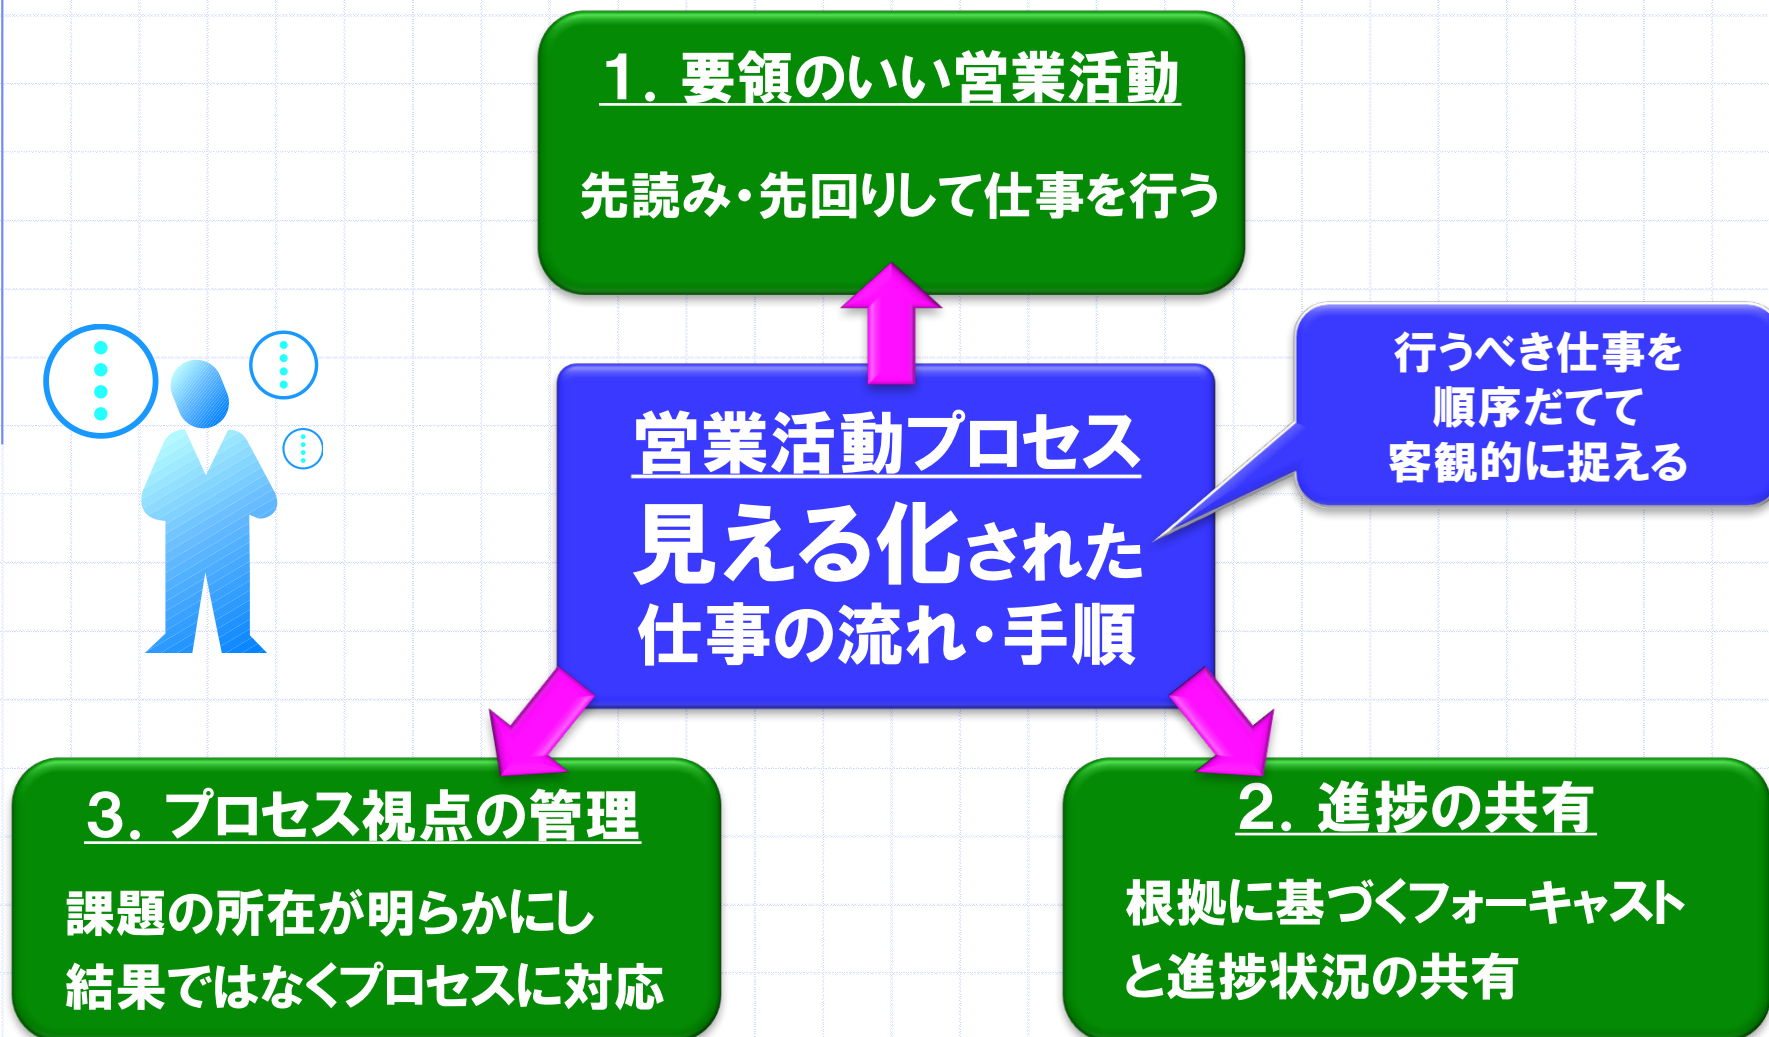 １．要領のいい営業活動
先読み・先回りして仕事を行う
行うべき仕事を
順序だてて
客観的に捉える
営業活動プロセス
見える化された
仕事の流れ・手順
３．プロセス視点の管理
課題の所在が明らかにし
結果ではなくプロセスに対応
２．進捗の共有
根拠に基づくフォーキャスト
と進捗状況の共有